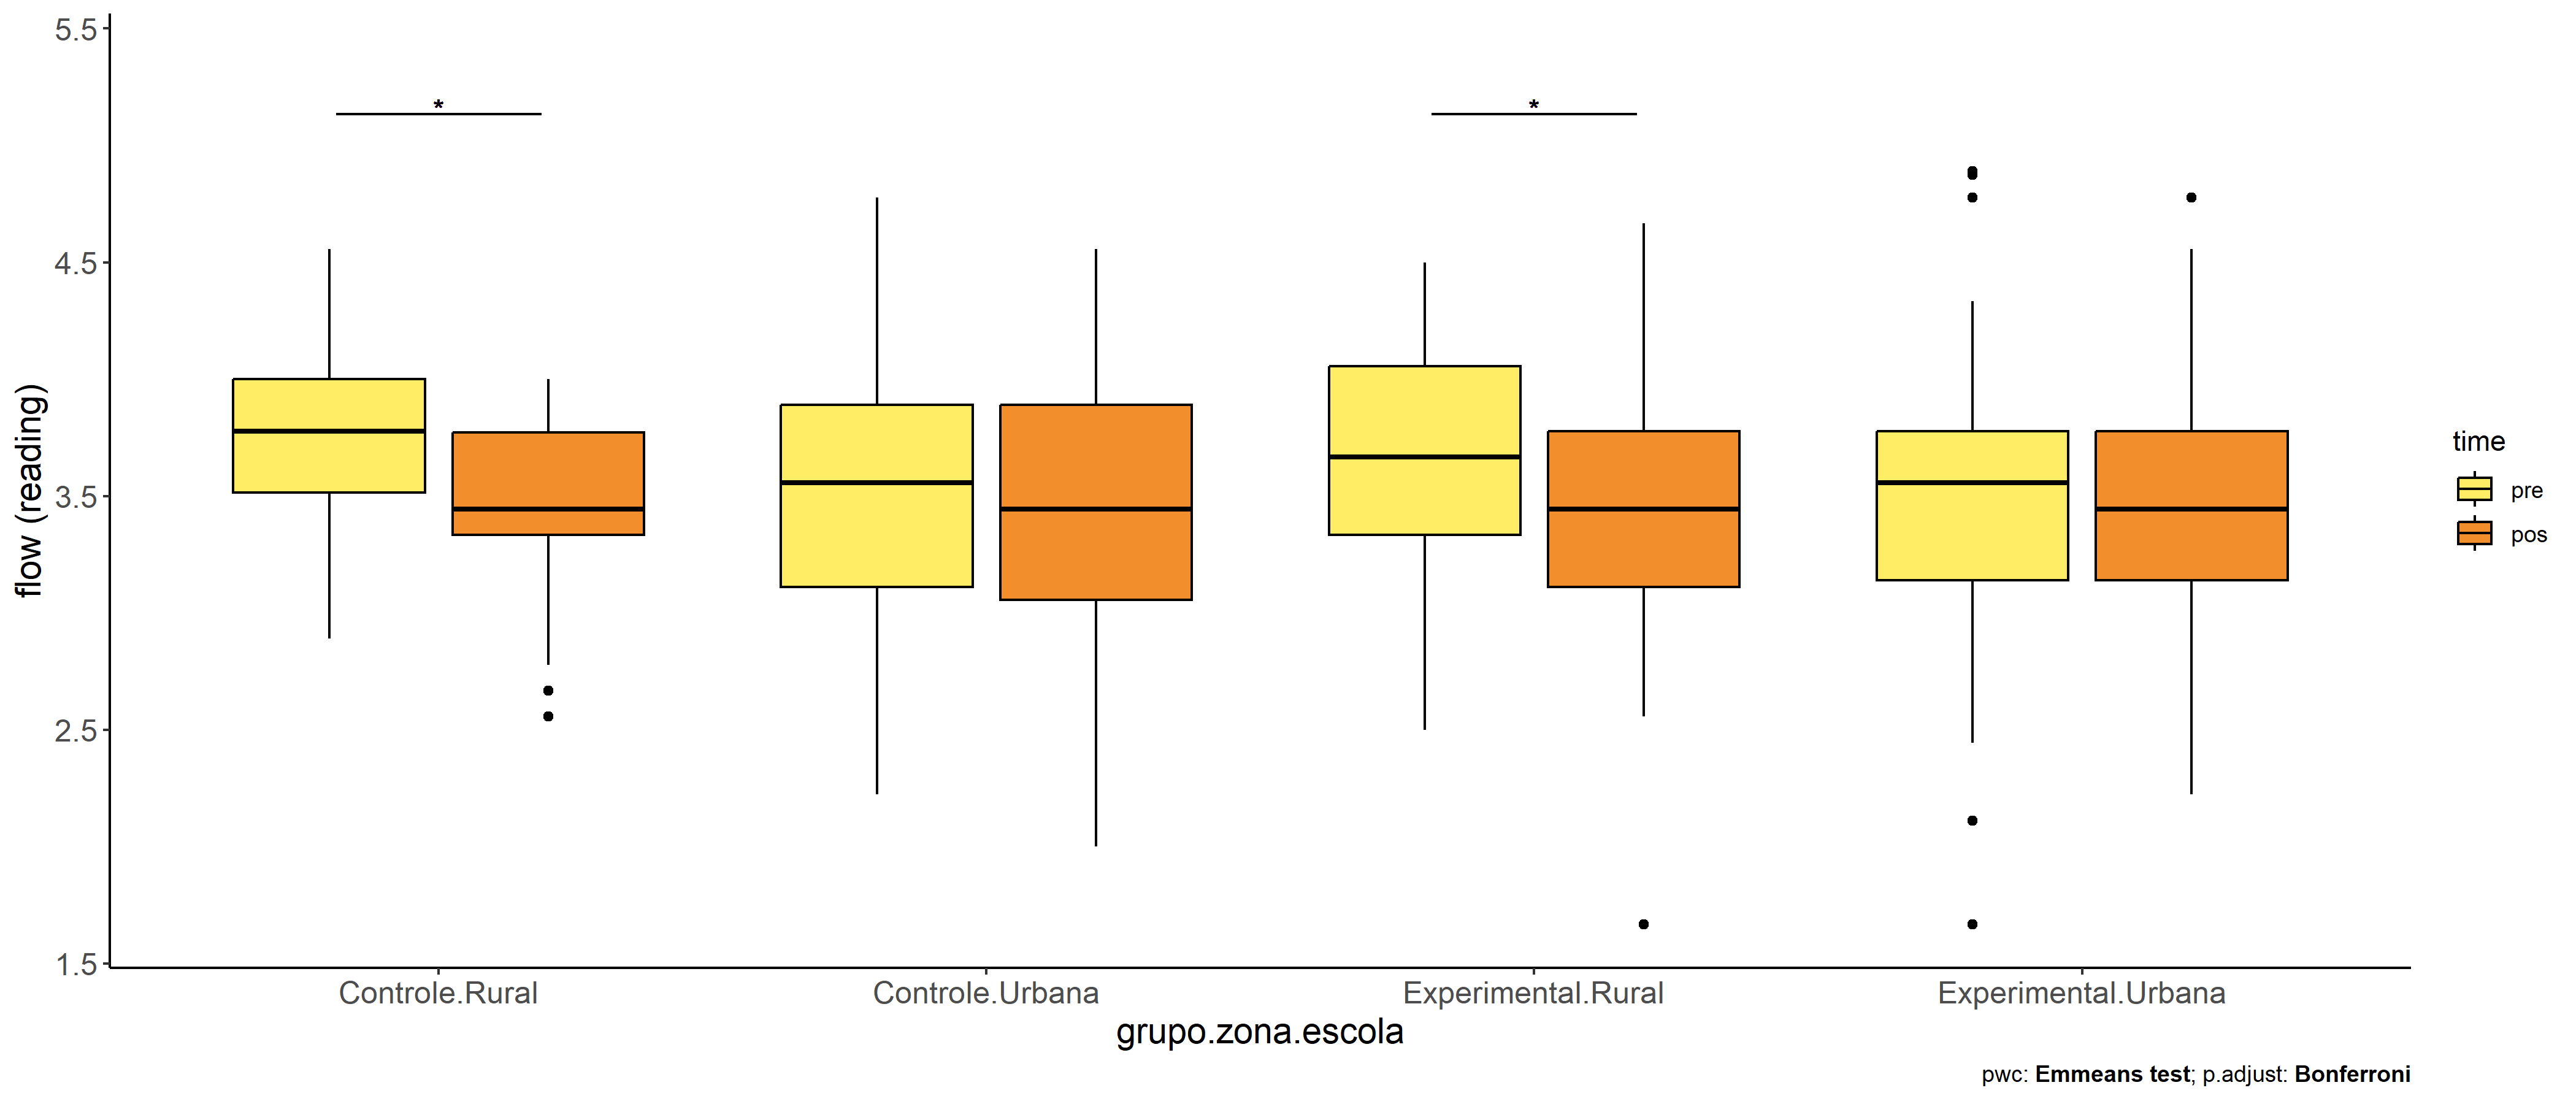 flow (reading)
5.5
4.5
3.5
2.5
1.5
*
*
Controle.Rural
Controle.Urbana
Experimental.Rural
Experimental.Urbana
grupo.zona.escola
time
pre
pos
pwc: Emmeans test; p.adjust: Bonferroni